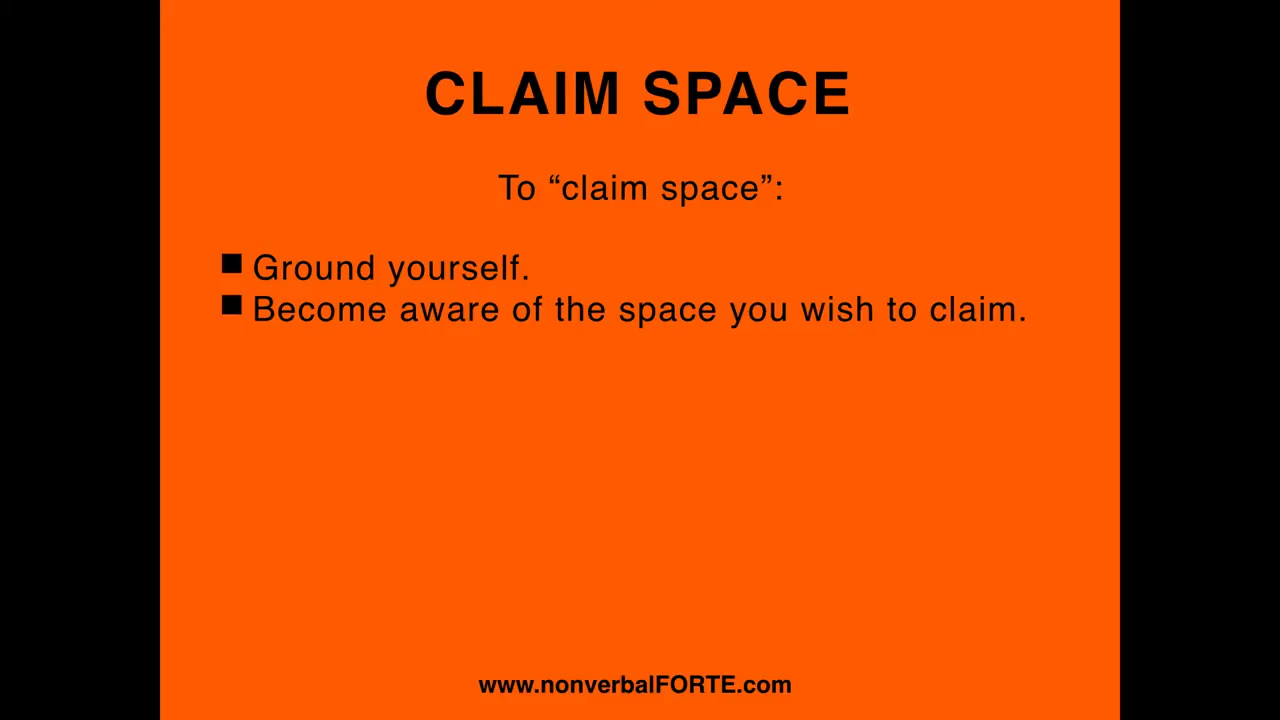 CLAIM SPACE
To “claim space”:
■ Ground yourself.
■ Become aware of the space you wish to claim.
www.nonverbalFORTE.com